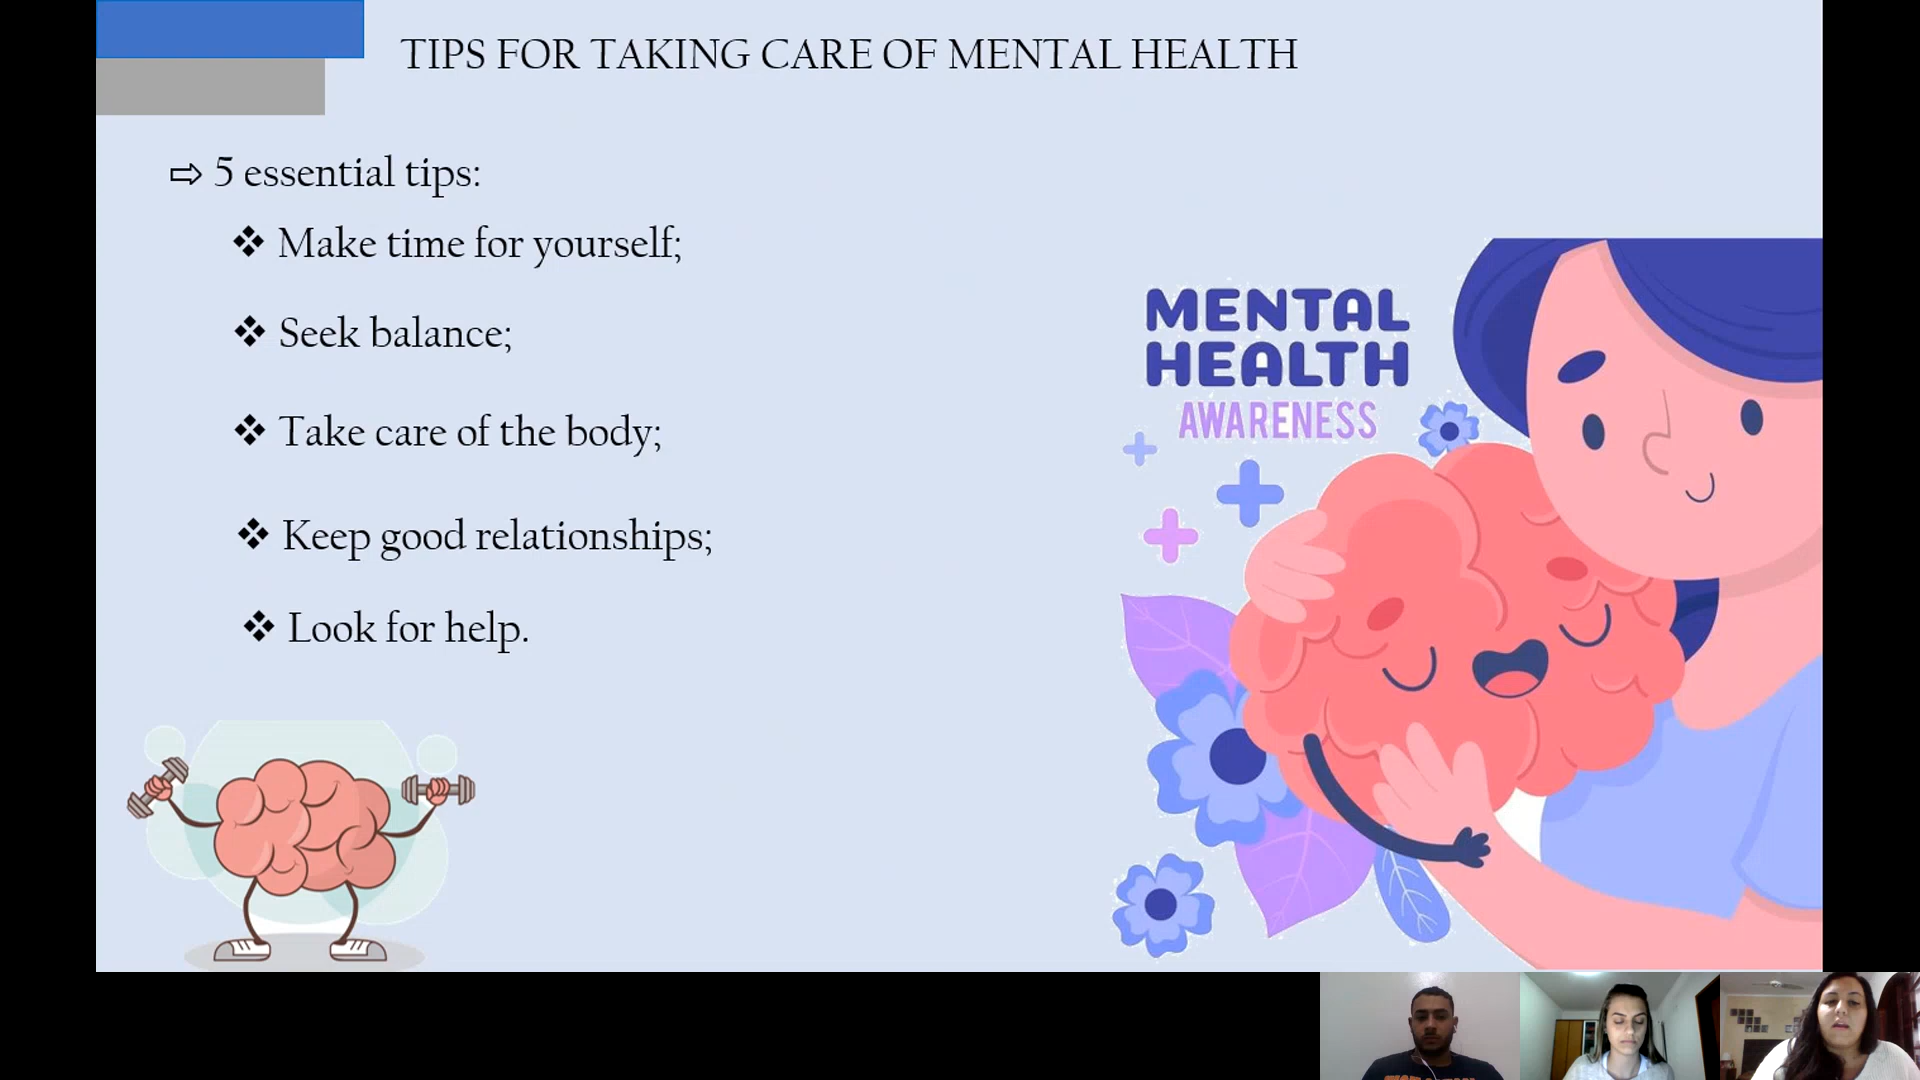 TIPS FOR TAKING CARE OF MENTAL HEALTH
⇨ 5 essential tips:
❖ Make time for yourself;
❖ Seek balance;
❖ Take care of the body;
❖ Keep good relationships;
❖ Look for help.
MENTAL
HEALTH
AWARENESS